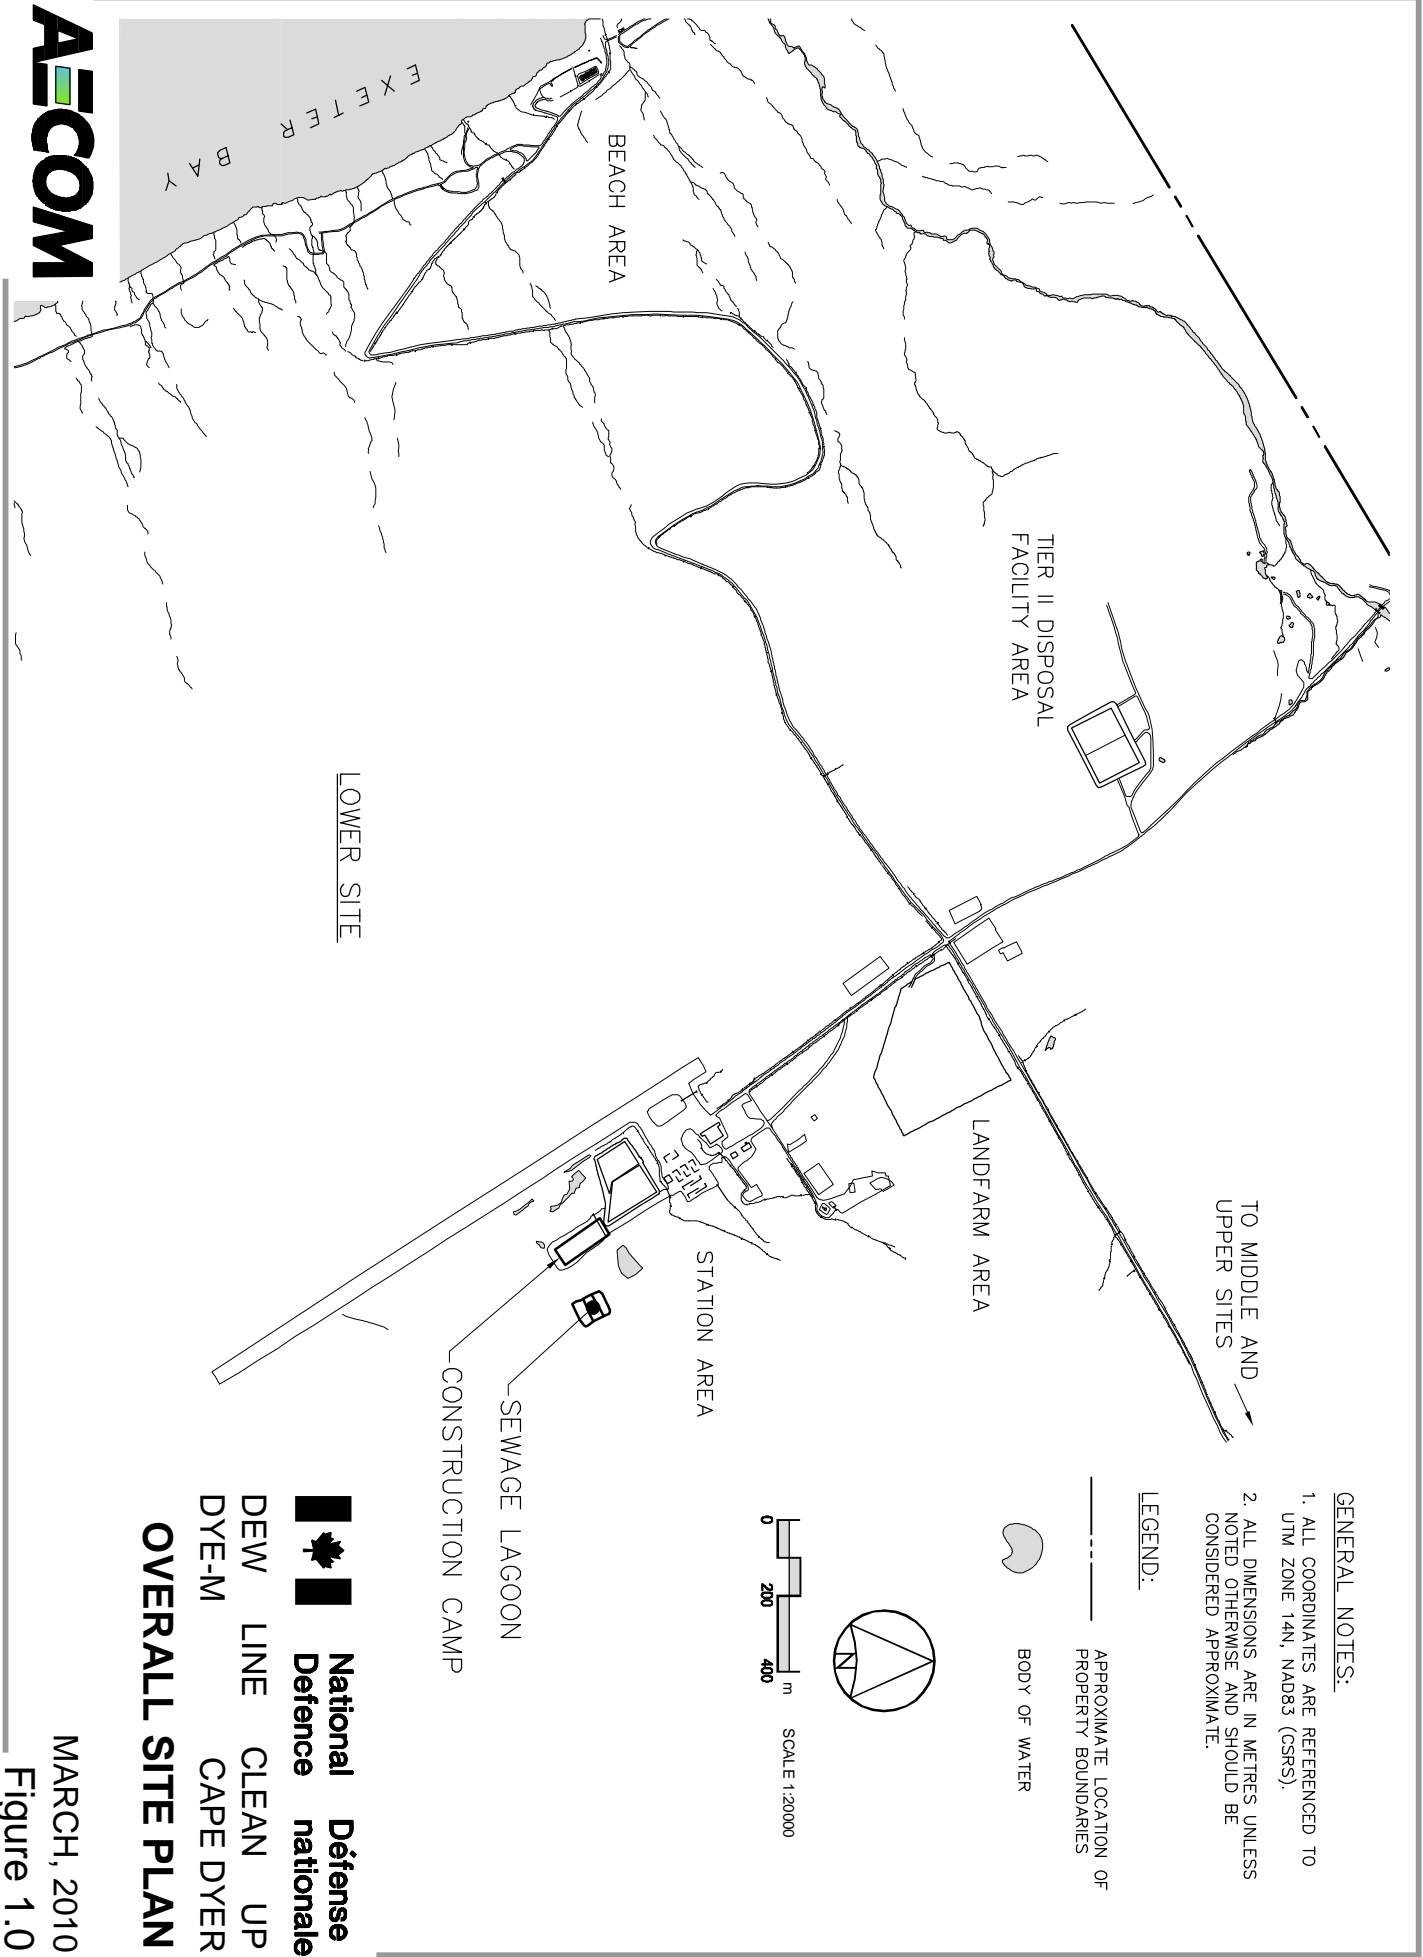 AECOM
EXETER BAY
BEACH AREA
TIER II DISPOSAL
FACILITY AREA
LOWER SITE
LANDFARM AREA
STATION AREA
TO MIDDLE AND
UPPER SITES
SEWAGE LAGOON
CONSTRUCTION CAMP
GENERAL NOTES:
1. ALL COORDINATES ARE REFERENCED TO
UTM ZONE 14N, NAD83 (CSRS).
2. ALL DIMENSIONS ARE IN METRES UNLESS
NOTED OTHERWISE AND SHOULD BE
CONSIDERED APPROXIMATE.
LEGEND:
APPROXIMATE LOCATION OF
PROPERTY BOUNDARIES
BODY OF WATER
N
0 200 400 m
SCALE 1:20000
National Défense
Defence nationale
DEW LINE CLEAN UP
DYE-M CAPE DYER
OVERALL SITE PLAN
MARCH, 2010
Figure 1.0